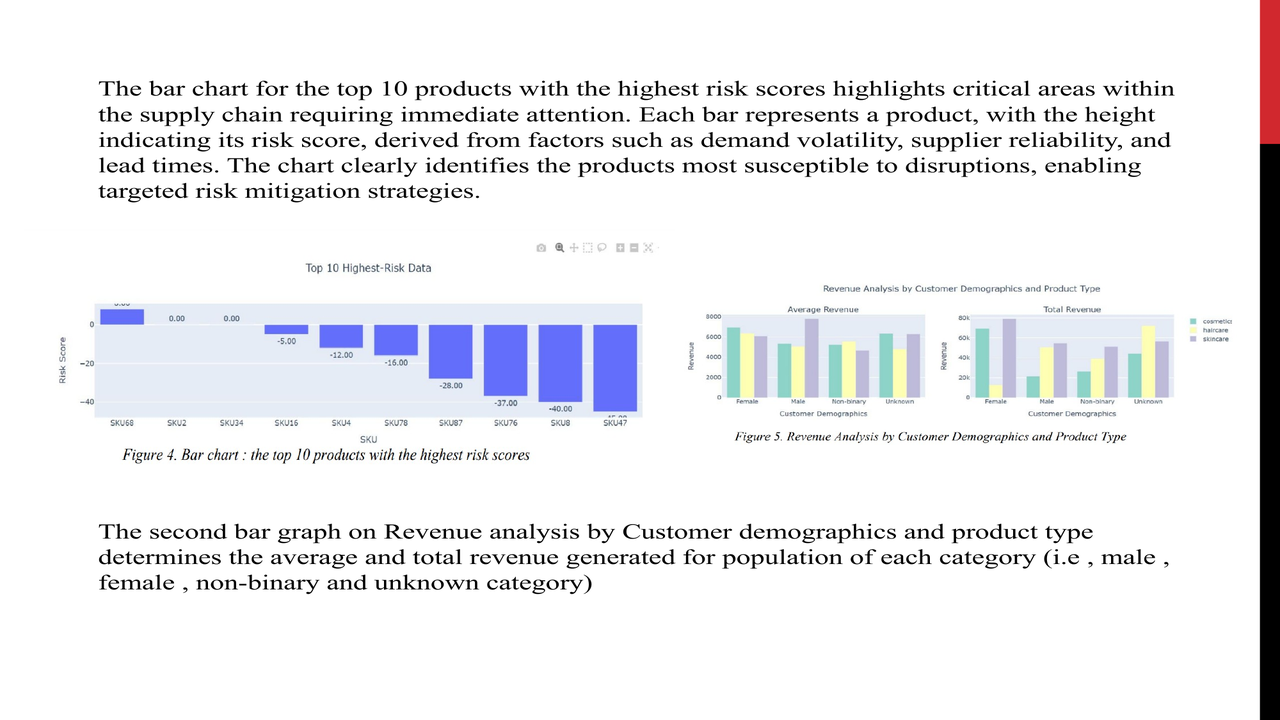 The bar chart for the top 10 products with the highest risk scores highlights critical areas within
the supply chain requiring immediate attention. Each bar represents a product, with the height
indicating its risk score, derived from factors such as demand volatility, supplier reliability, and
lead times. The chart clearly identifies the products most susceptible to disruptions, enabling
targeted risk mitigation strategies.
Top 10 Highest-Risk Data
Risk Score
0
−20
−40
0.00
0.00
-5.00
-12.00
-16.00
-28.00
-37.00
-40.00
SKU68 SKU2 SKU34 SKU16 SKU4 SKU78 SKU87 SKU76 SKU8 SKU47
SKU
Figure 4. Bar chart : the top 10 products with the highest risk scores
Revenue Analysis by Customer Demographics and Product Type
Average Revenue
Revenue
8000
6000
4000
2000
0
Female Male Non-binary Unknown
Customer Demographics
Total Revenue
Revenue
80k
60k
40k
20k
0
Female Male Non-binary Unknown
Customer Demographics
cosmetics
haircare
skincare
Figure 5. Revenue Analysis by Customer Demographics and Product Type
The second bar graph on Revenue analysis by Customer demographics and product type
determines the average and total revenue generated for population of each category (i.e , male ,
female , non-binary and unknown category)